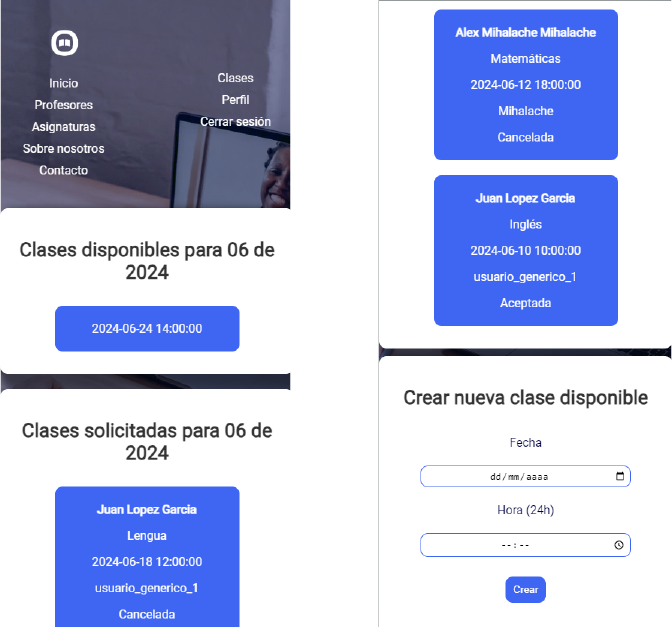 Inicio
Profesores
Asignaturas
Sobre nosotros
Contacto
Clases
Perfil
Cerrar sesión
Clases disponibles para 06 de
2024
2024-06-24 14:00:00
Clases solicitadas para 06 de
2024
Juan Lopez Garcia
Lengua
2024-06-18 12:00:00
usuario_generico_1
Cancelada
Alex Mihalache Mihalache
Matemáticas
2024-06-12 18:00:00
Mihalache
Cancelada
Juan Lopez Garcia
Inglés
2024-06-10 10:00:00
usuario_generico_1
Aceptada
Crear nueva clase disponible
Fecha
dd/mm/aaaa
Hora (24h)
--:--
Crear